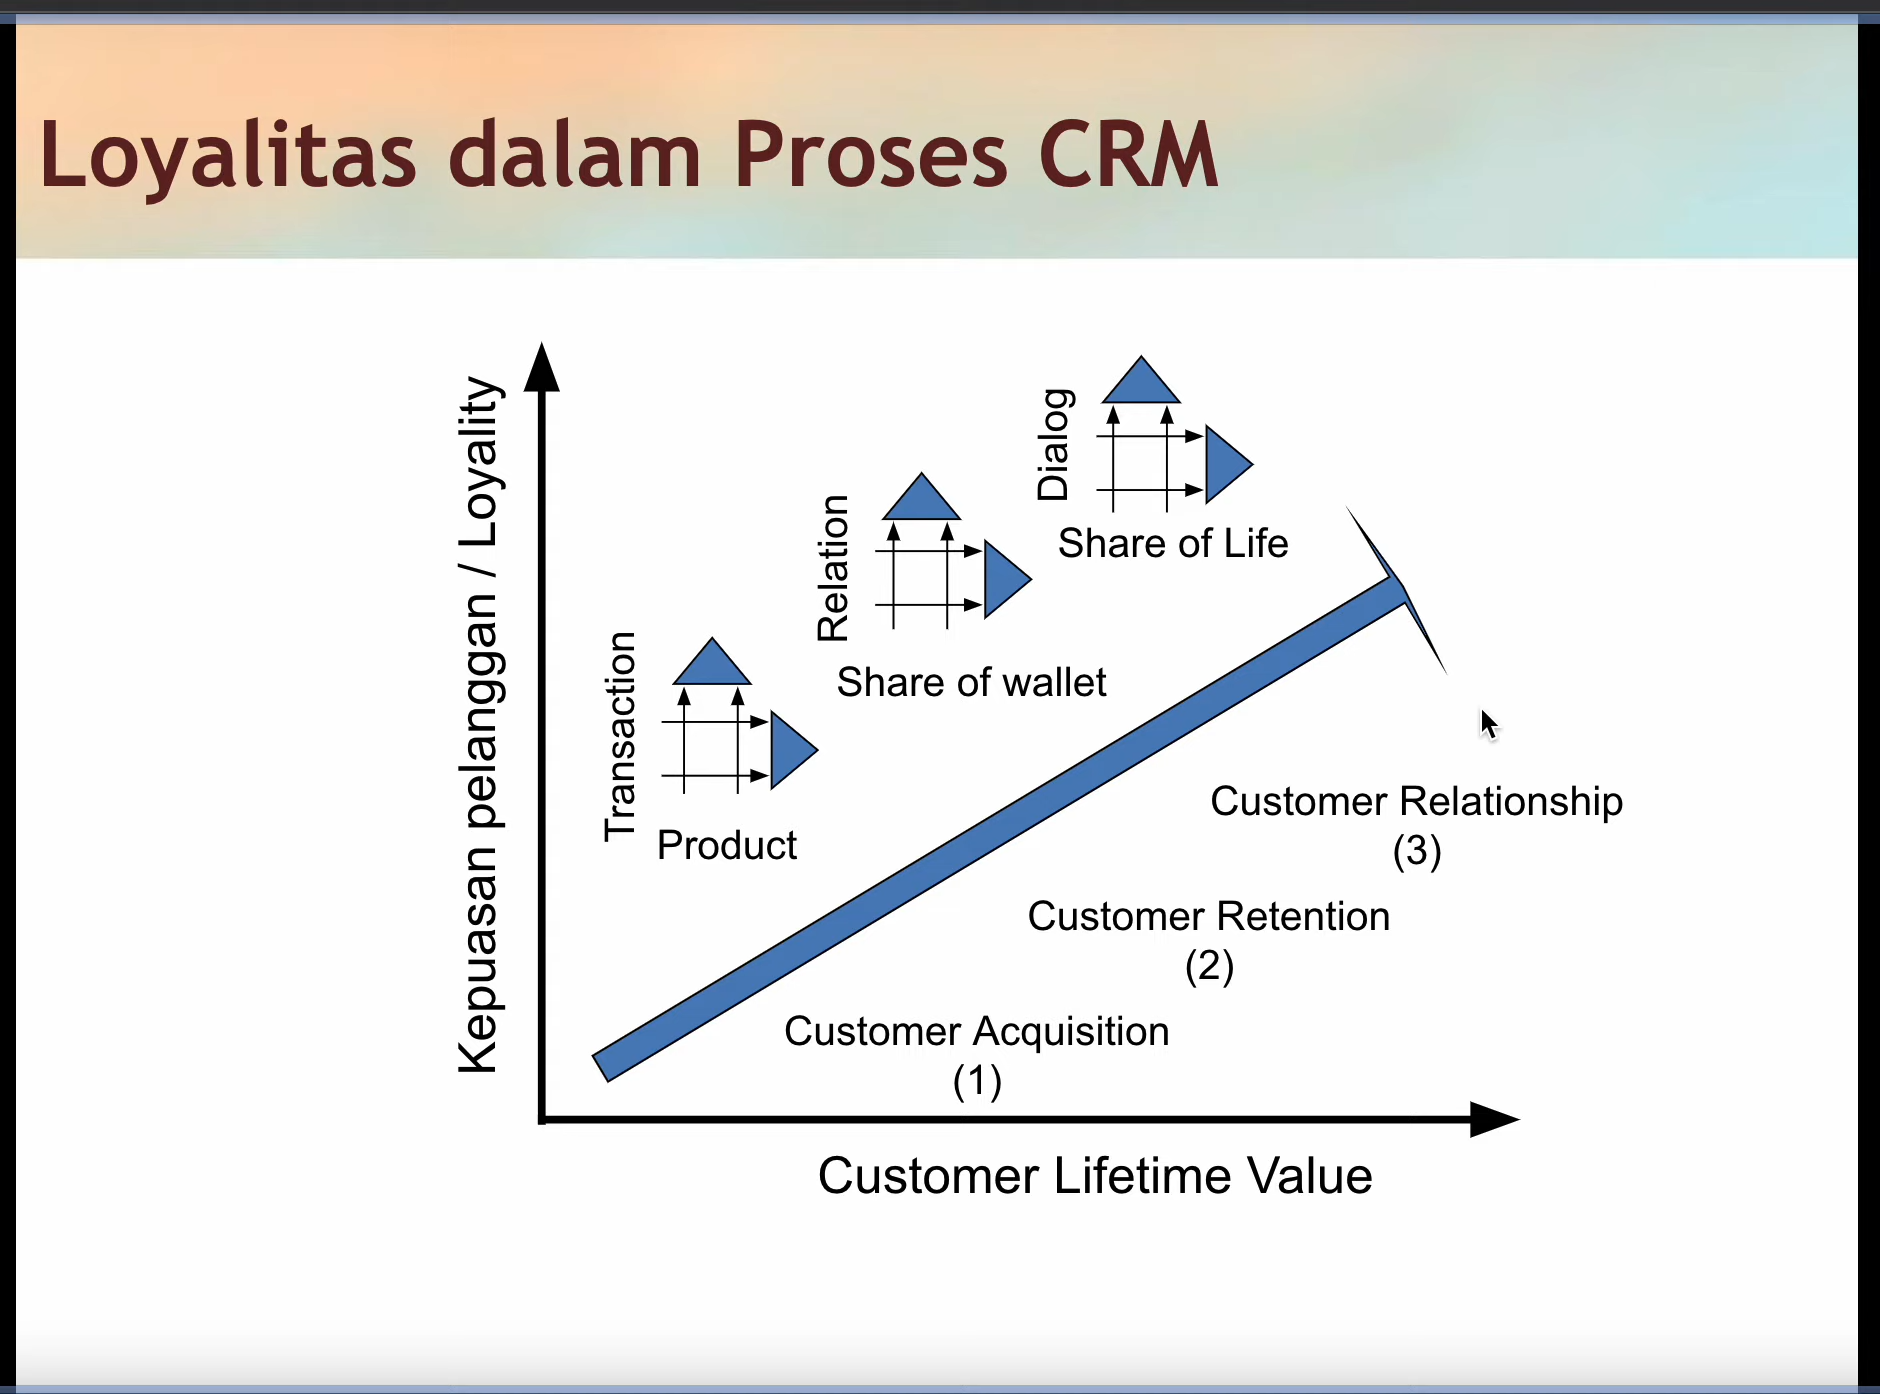 Loyalitas dalam Proses CRM
Kepuasan pelanggan / Loyality
Transaction
Product
Relation
Share of wallet
Dialog
Share of Life
Customer Relationship
(3)
Customer Retention
(2)
Customer Acquisition
(1)
Customer Lifetime Value